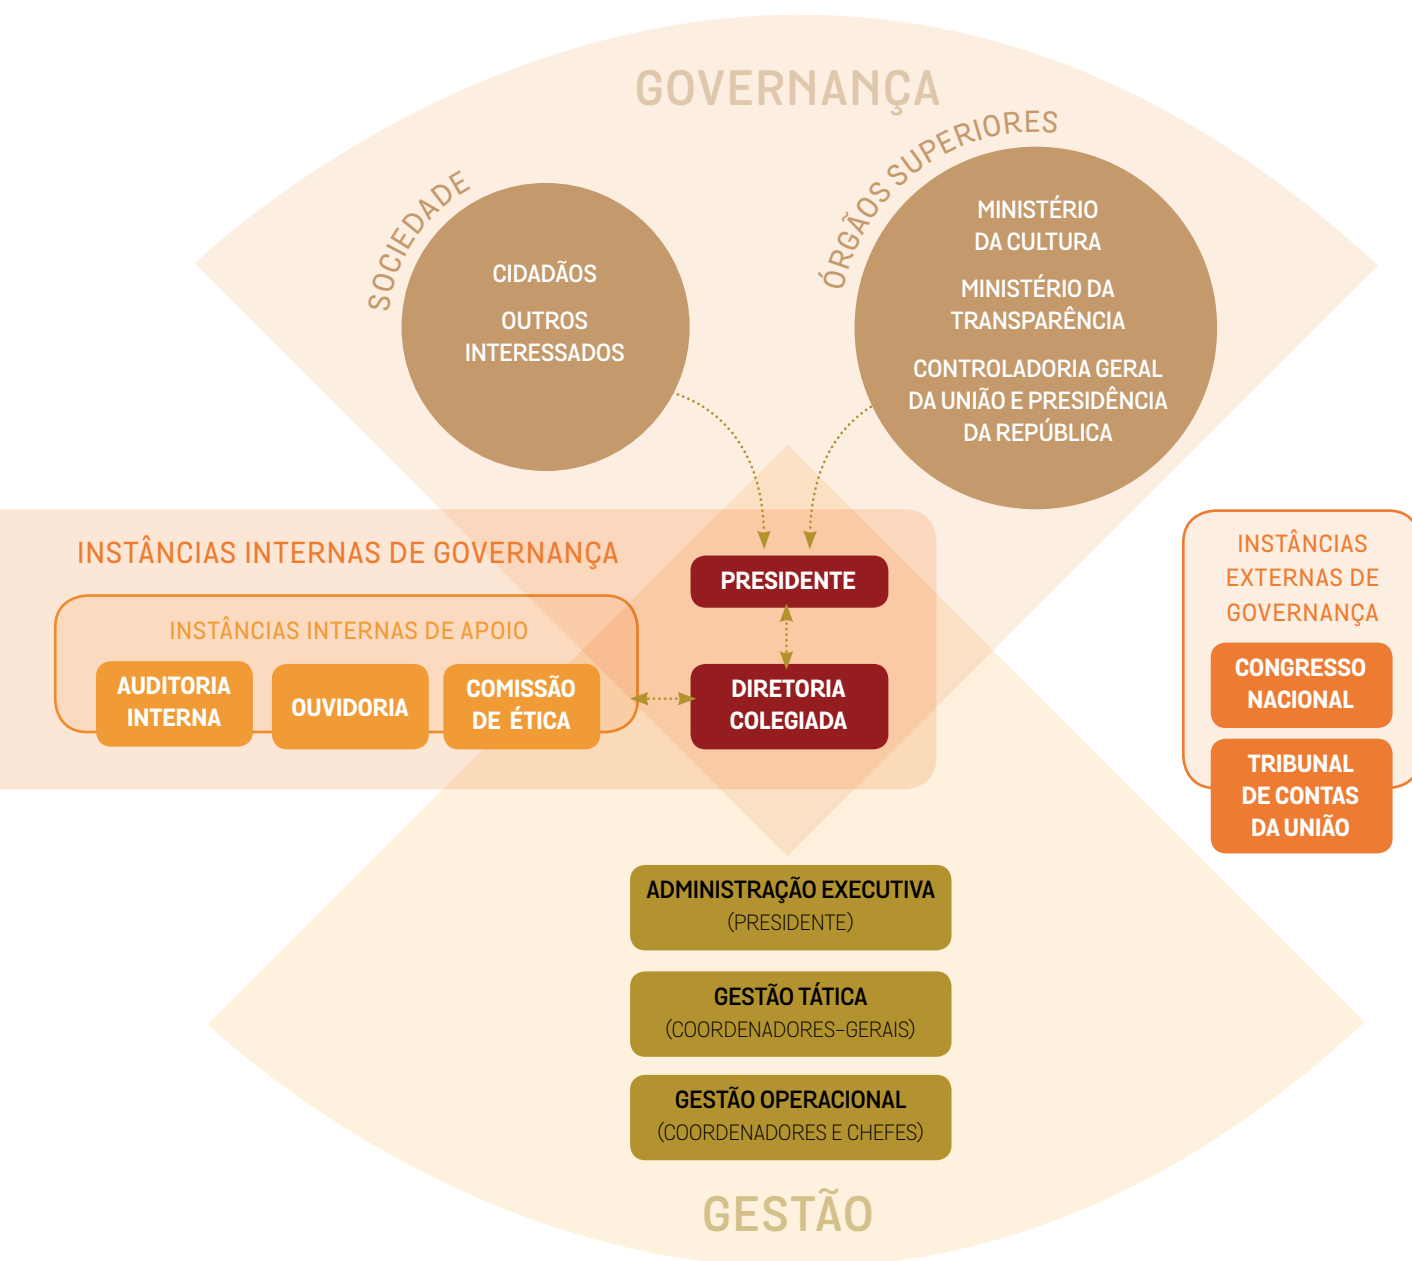 GOVERNANÇA
SOCIEDADE
CIDADÃOS
OUTROS
INTERESSADOS
ÓRGÃOS SUPERIORES
MINISTÉRIO
DA CULTURA
MINISTÉRIO DA
TRANSPARÊNCIA
CONTROLADORIA GERAL
DA UNIÃO E PRESIDÊNCIA
DA REPÚBLICA
INSTÂNCIAS INTERNAS DE GOVERNANÇA
INSTÂNCIAS INTERNAS DE APOIO
AUDITORIA
INTERNA
OUVIDORIA
COMISSÃO
DE ÉTICA
PRESIDENTE
DIRETORIA
COLEGIADA
INSTÂNCIAS
EXTERNAS DE
GOVERNANÇA
CONGRESSO
NACIONAL
TRIBUNAL
DE CONTAS
DA UNIÃO
ADMINISTRAÇÃO EXECUTIVA
(PRESIDENTE)
GESTÃO TÁTICA
(COORDENADORES-GERAIS)
GESTÃO OPERACIONAL
(COORDENADORES E CHEFES)
GESTÃO